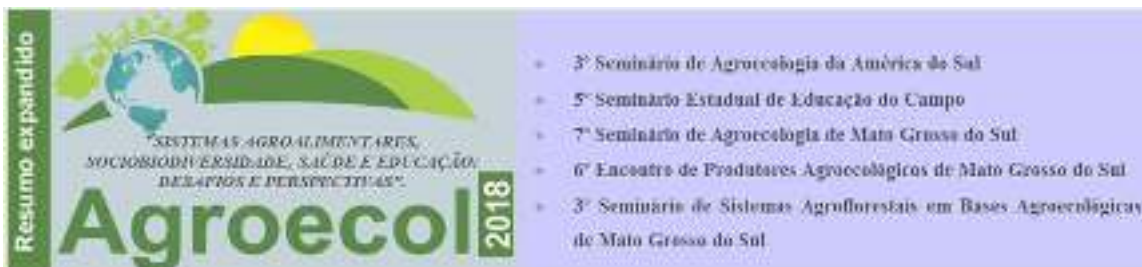 Resumo expandido
"SISTEMAS AGROALIMENTARES,
SOCIOBIODIVERSIDADE, SAÚDE E EDUCAÇÃO:
DESAFIOS E PERSPECTIVAS".
Agroecol 2018
3º Seminário de Agroecologia da América do Sul
5º Seminário Estadual de Educação do Campo
7º Seminário de Agroecologia de Mato Grosso do Sul
6º Encontro de Produtores Agroecológicos de Mato Grosso do Sul
3º Seminário de Sistemas Agroflorestais em Bases Agroecológicas
de Mato Grosso do Sul